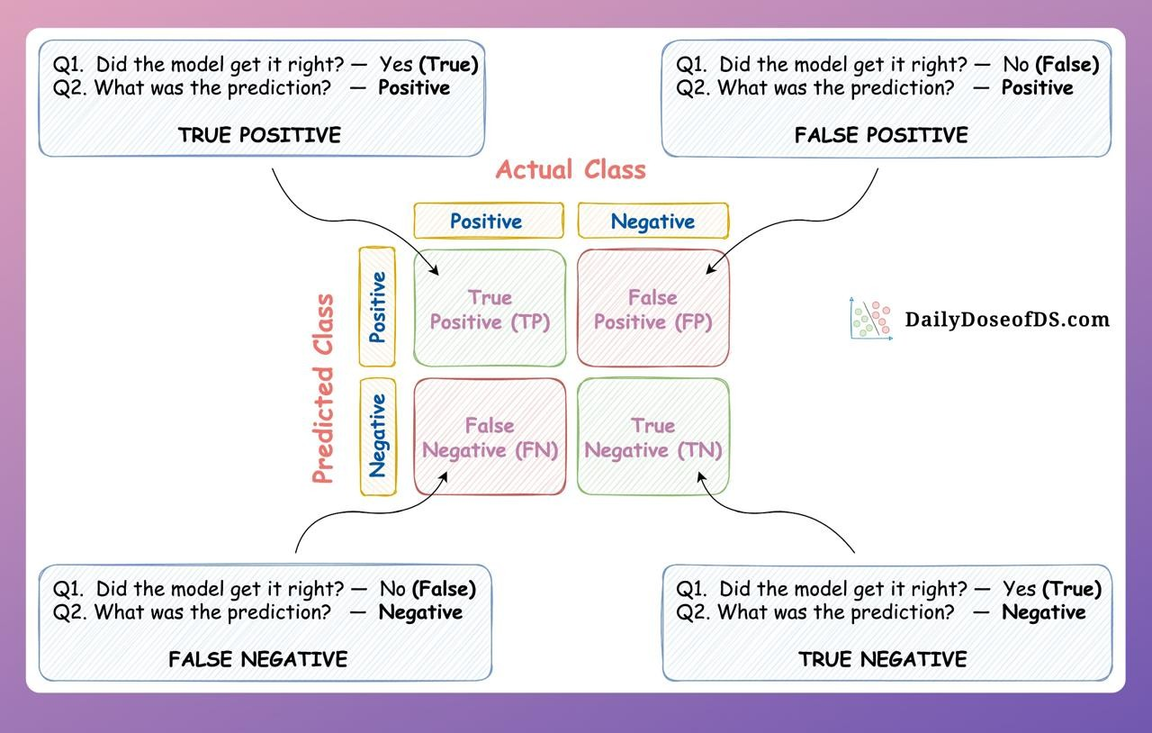 Q1. Did the model get it right? — Yes (True)
Q2. What was the prediction? — Positive
TRUE POSITIVE
Q1. Did the model get it right? — No (False)
Q2. What was the prediction? — Positive
FALSE POSITIVE
Actual Class
Positive
Negative
Predicted Class
Positive
True
Positive (TP)
False
Positive (FP)
DailyDoseofDS.com
Negative
False
Negative (FN)
True
Negative (TN)
Q1. Did the model get it right? — No (False)
Q2. What was the prediction? — Negative
FALSE NEGATIVE
Q1. Did the model get it right? — Yes (True)
Q2. What was the prediction? — Negative
TRUE NEGATIVE